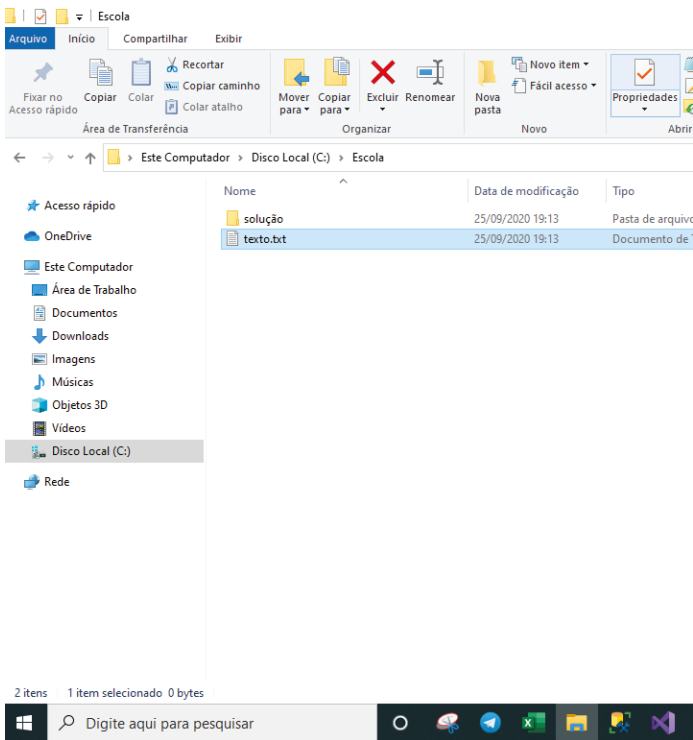 Escola
Arquivo Início Compartilhar Exibir
Fixar no Acesso rápido
Copiar
Colar
Recortar
Copiar caminho
Colar atalho
Área de Transferência
Mover para
Copiar para
Excluir
Renomear
Organizar
Nova pasta
Novo item
Fácil acesso
Novo
Propriedades
Abrir
Este Computador > Disco Local (C:) > Escola
Nome Data de modificação Tipo
solução 25/09/2020 19:13 Pasta de arquivo
texto.txt 25/09/2020 19:13 Documento de
Acesso rápido
OneDrive
Este Computador
Área de Trabalho
Documentos
Downloads
Imagens
Músicas
Objetos 3D
Vídeos
Disco Local (C:)
Rede
2 itens 1 item selecionado 0 bytes
Digite aqui para pesquisar